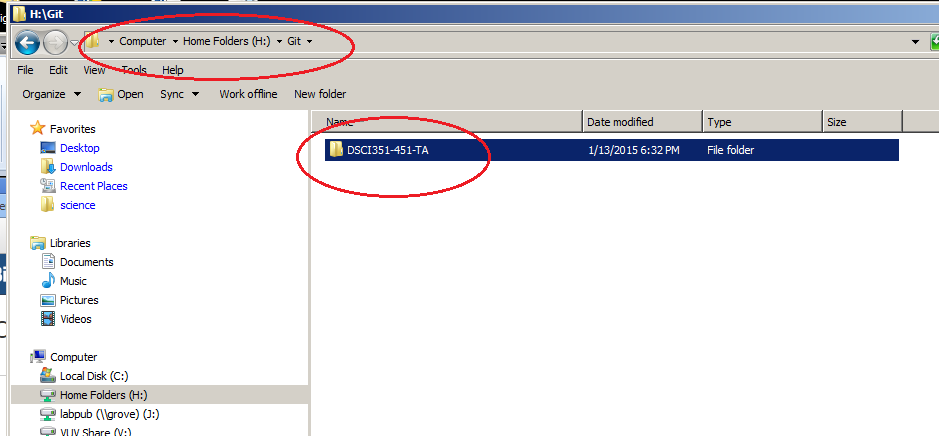 H:\Git
Computer Home Folders (H:) Git
File Edit View Tools Help
Organize Open Sync Work offline New folder
Favorites
Desktop
Downloads
Recent Places
science
Libraries
Documents
Music
Pictures
Videos
Computer
Local Disk (C:)
Home Folders (H:)
labpub (\\grove) (J:)
VUV Share (V:)
Name Date modified Type Size
DSCI351-451-TA 1/13/2015 6:32 PM File folder